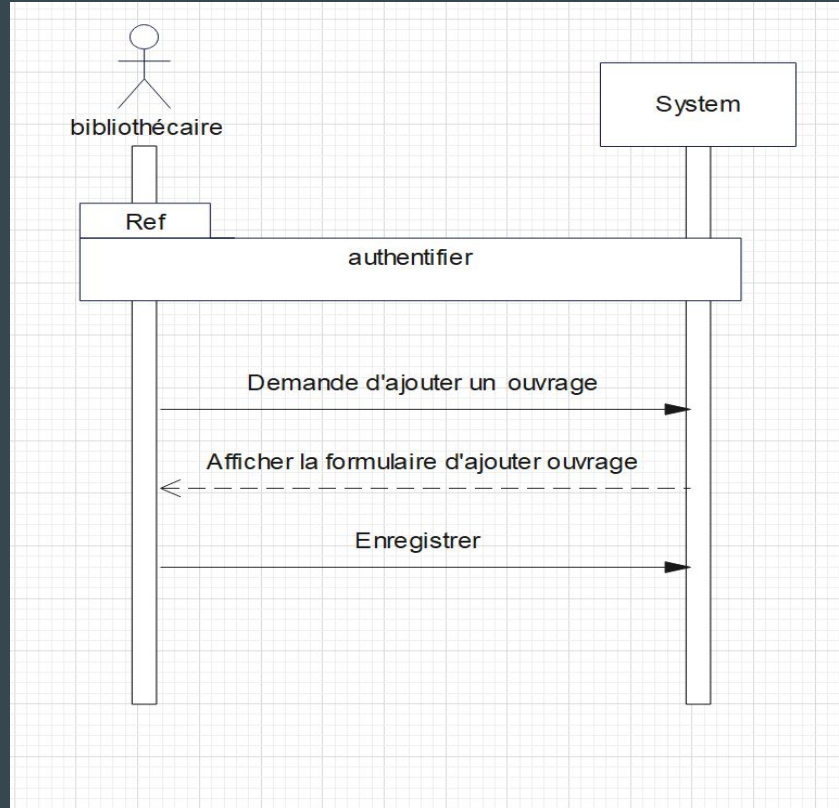 bibliothécaire
System
Ref
authentifier
Demande d'ajouter un ouvrage
Afficher la formulaire d'ajouter ouvrage
Enregistrer